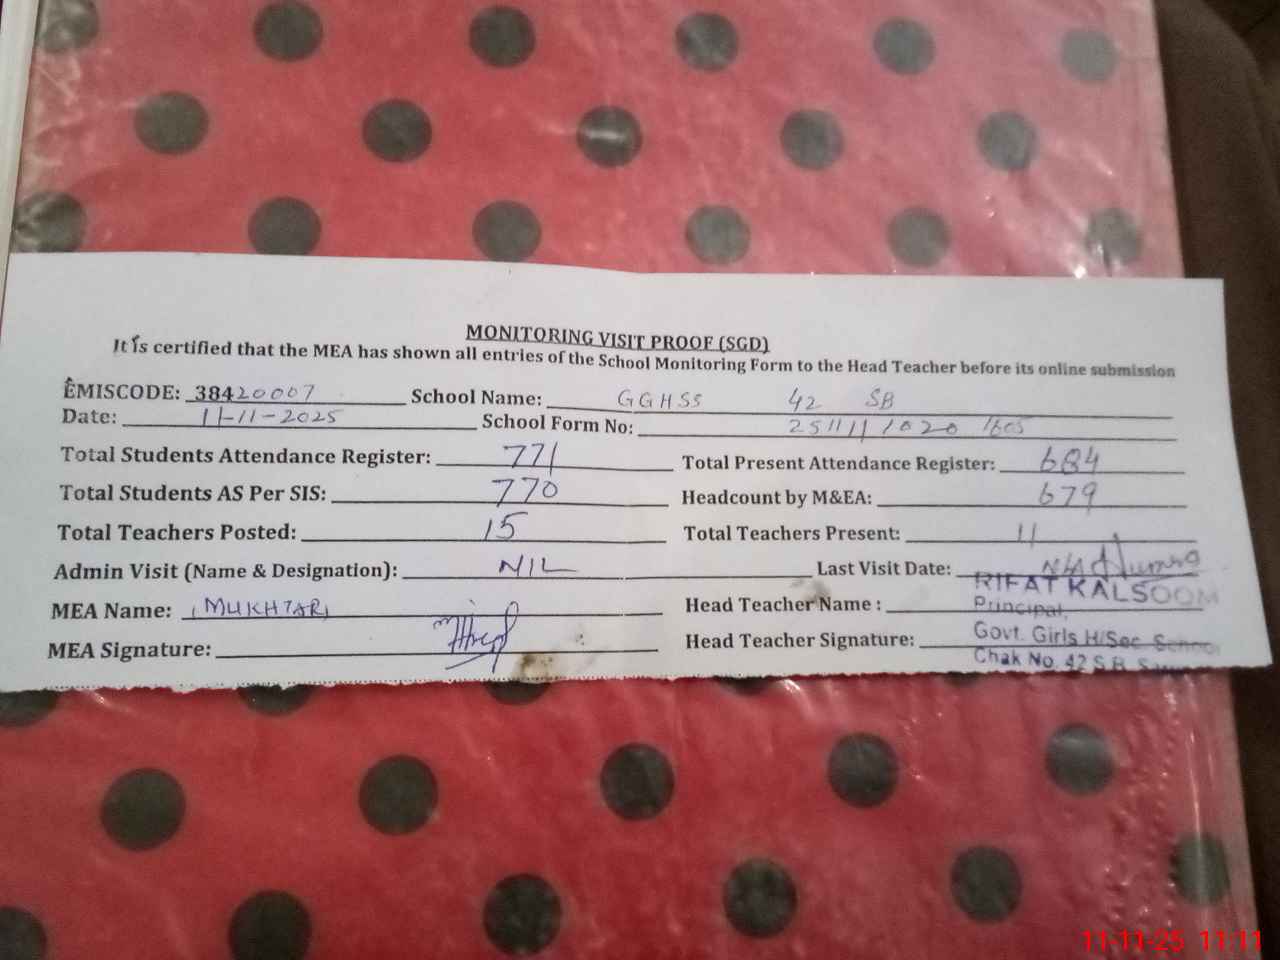 MONITORING VISIT PROOF (SGD)
It is certified that the MEA has shown all entries of the School Monitoring Form to the Head Teacher before its online submission
EMISCODE: 38420007 School Name: GGHSS 42 SB
Date: 11-11-2025 School Form No: 251111 1020 1605
Total Students Attendance Register: 771 Total Present Attendance Register: 684
Total Students AS Per SIS: 770 Headcount by M&EA: 679
Total Teachers Posted: 15 Total Teachers Present: 11
Admin Visit (Name & Designation): NIL Last Visit Date: N/A
MEA Name: MUKHTAR Head Teacher Name :
RIFAT KALSOOM
Principal,
MEA Signature: Head Teacher Signature:
Govt. Girls H/Sec School
Chak No. 42 S.B.
11-11-25 11:11